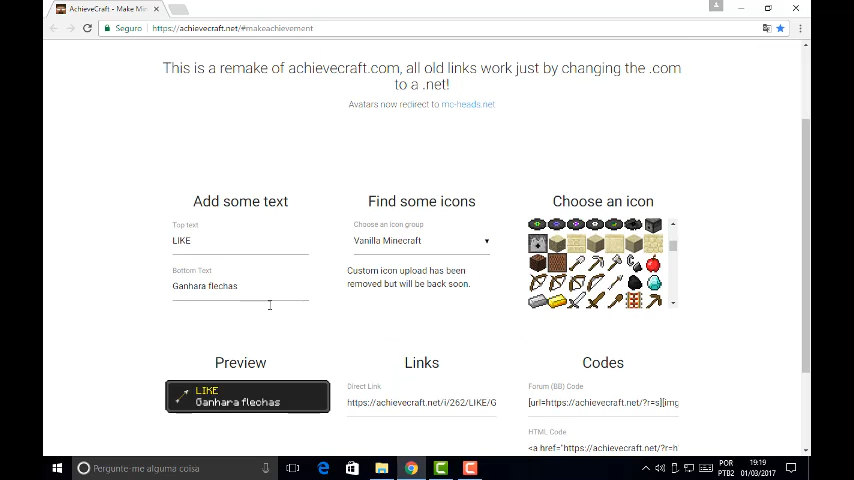 AchieveCraft - Make Min
Seguro
https://achievecraft.net/#makeachievement
This is a remake of achievecraft.com, all old links work just by changing the .com
to a .net!
Avatars now redirect to mc-heads.net
Add some text
Find some icons
Choose an icon
Top text
LIKE
Choose an icon group
Vanilla Minecraft
Bottom Text
Ganhara flechas
Custom icon upload has been
removed but will be back soon.
Preview
Links
Codes
LIKE
Ganhara flechas
Direct Link
https://achievecraft.net/i/262/LIKE/G
Forum (BB) Code
[url=https://achievecraft.net/?r=s][img
HTML Code
<a href="https://achievecraft.net/?r=h
Pergunte-me alguma coisa
POR
PTB2
19:19
01/03/2017